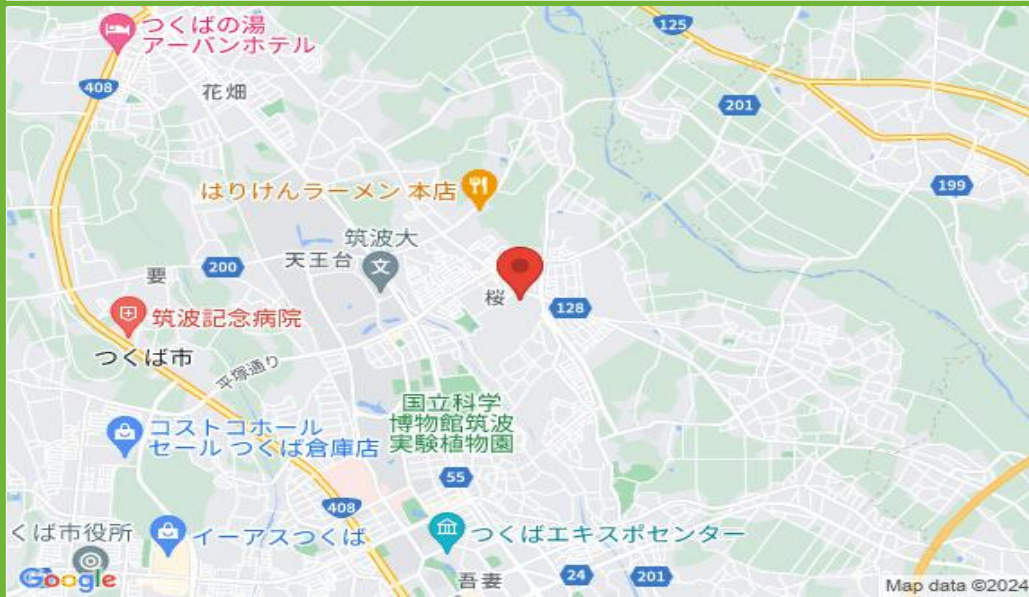 つくばの湯
アーバンホテル
125
408
花畑
201
199
はりけんラーメン 本店
筑波大
天王台
文
要
200
桜
128
筑波記念病院
つくば市
平塚通り
国立科学
博物館筑波
実験植物園
コストコホール
セール つくば倉庫店
55
408
くば市役所
イーアスつくば
つくばエキスポセンター
吾妻
24
201
Google
Map data ©2024